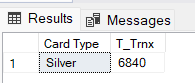 Results Messages
Card Type T_Trnx
1 Silver 6840